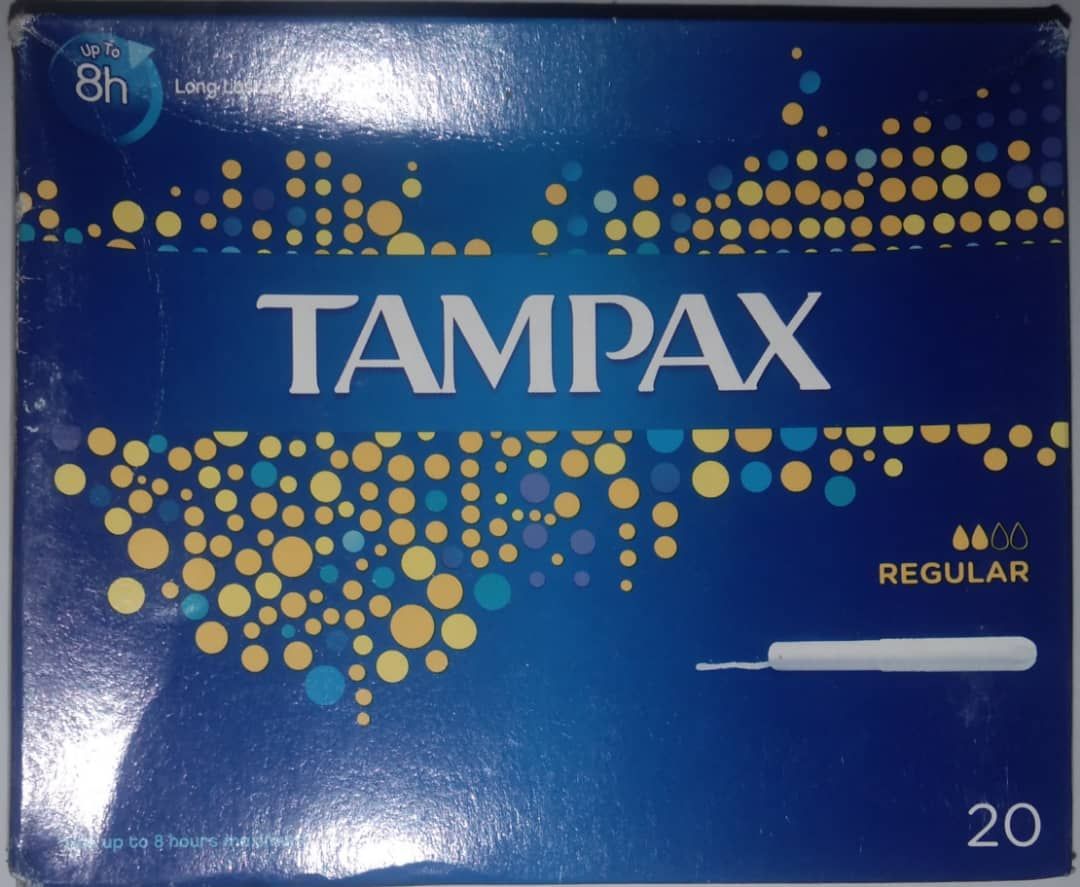 Up To
8h
Long
TAMPAX
REGULAR
up to 8 hours
20